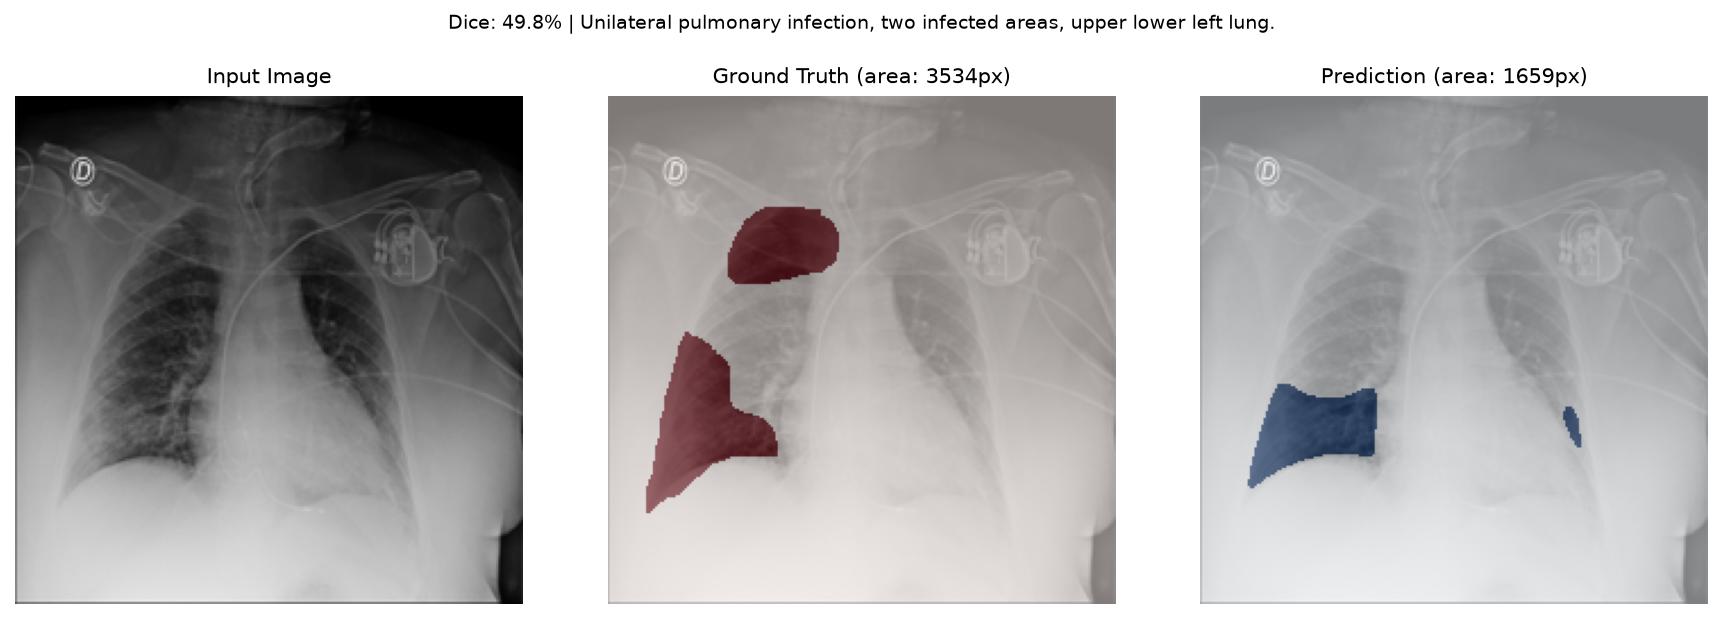 Dice: 49.8% | Unilateral pulmonary infection, two infected areas, upper lower left lung.
Input Image
Ground Truth (area: 3534px)
Prediction (area: 1659px)
D
D
D